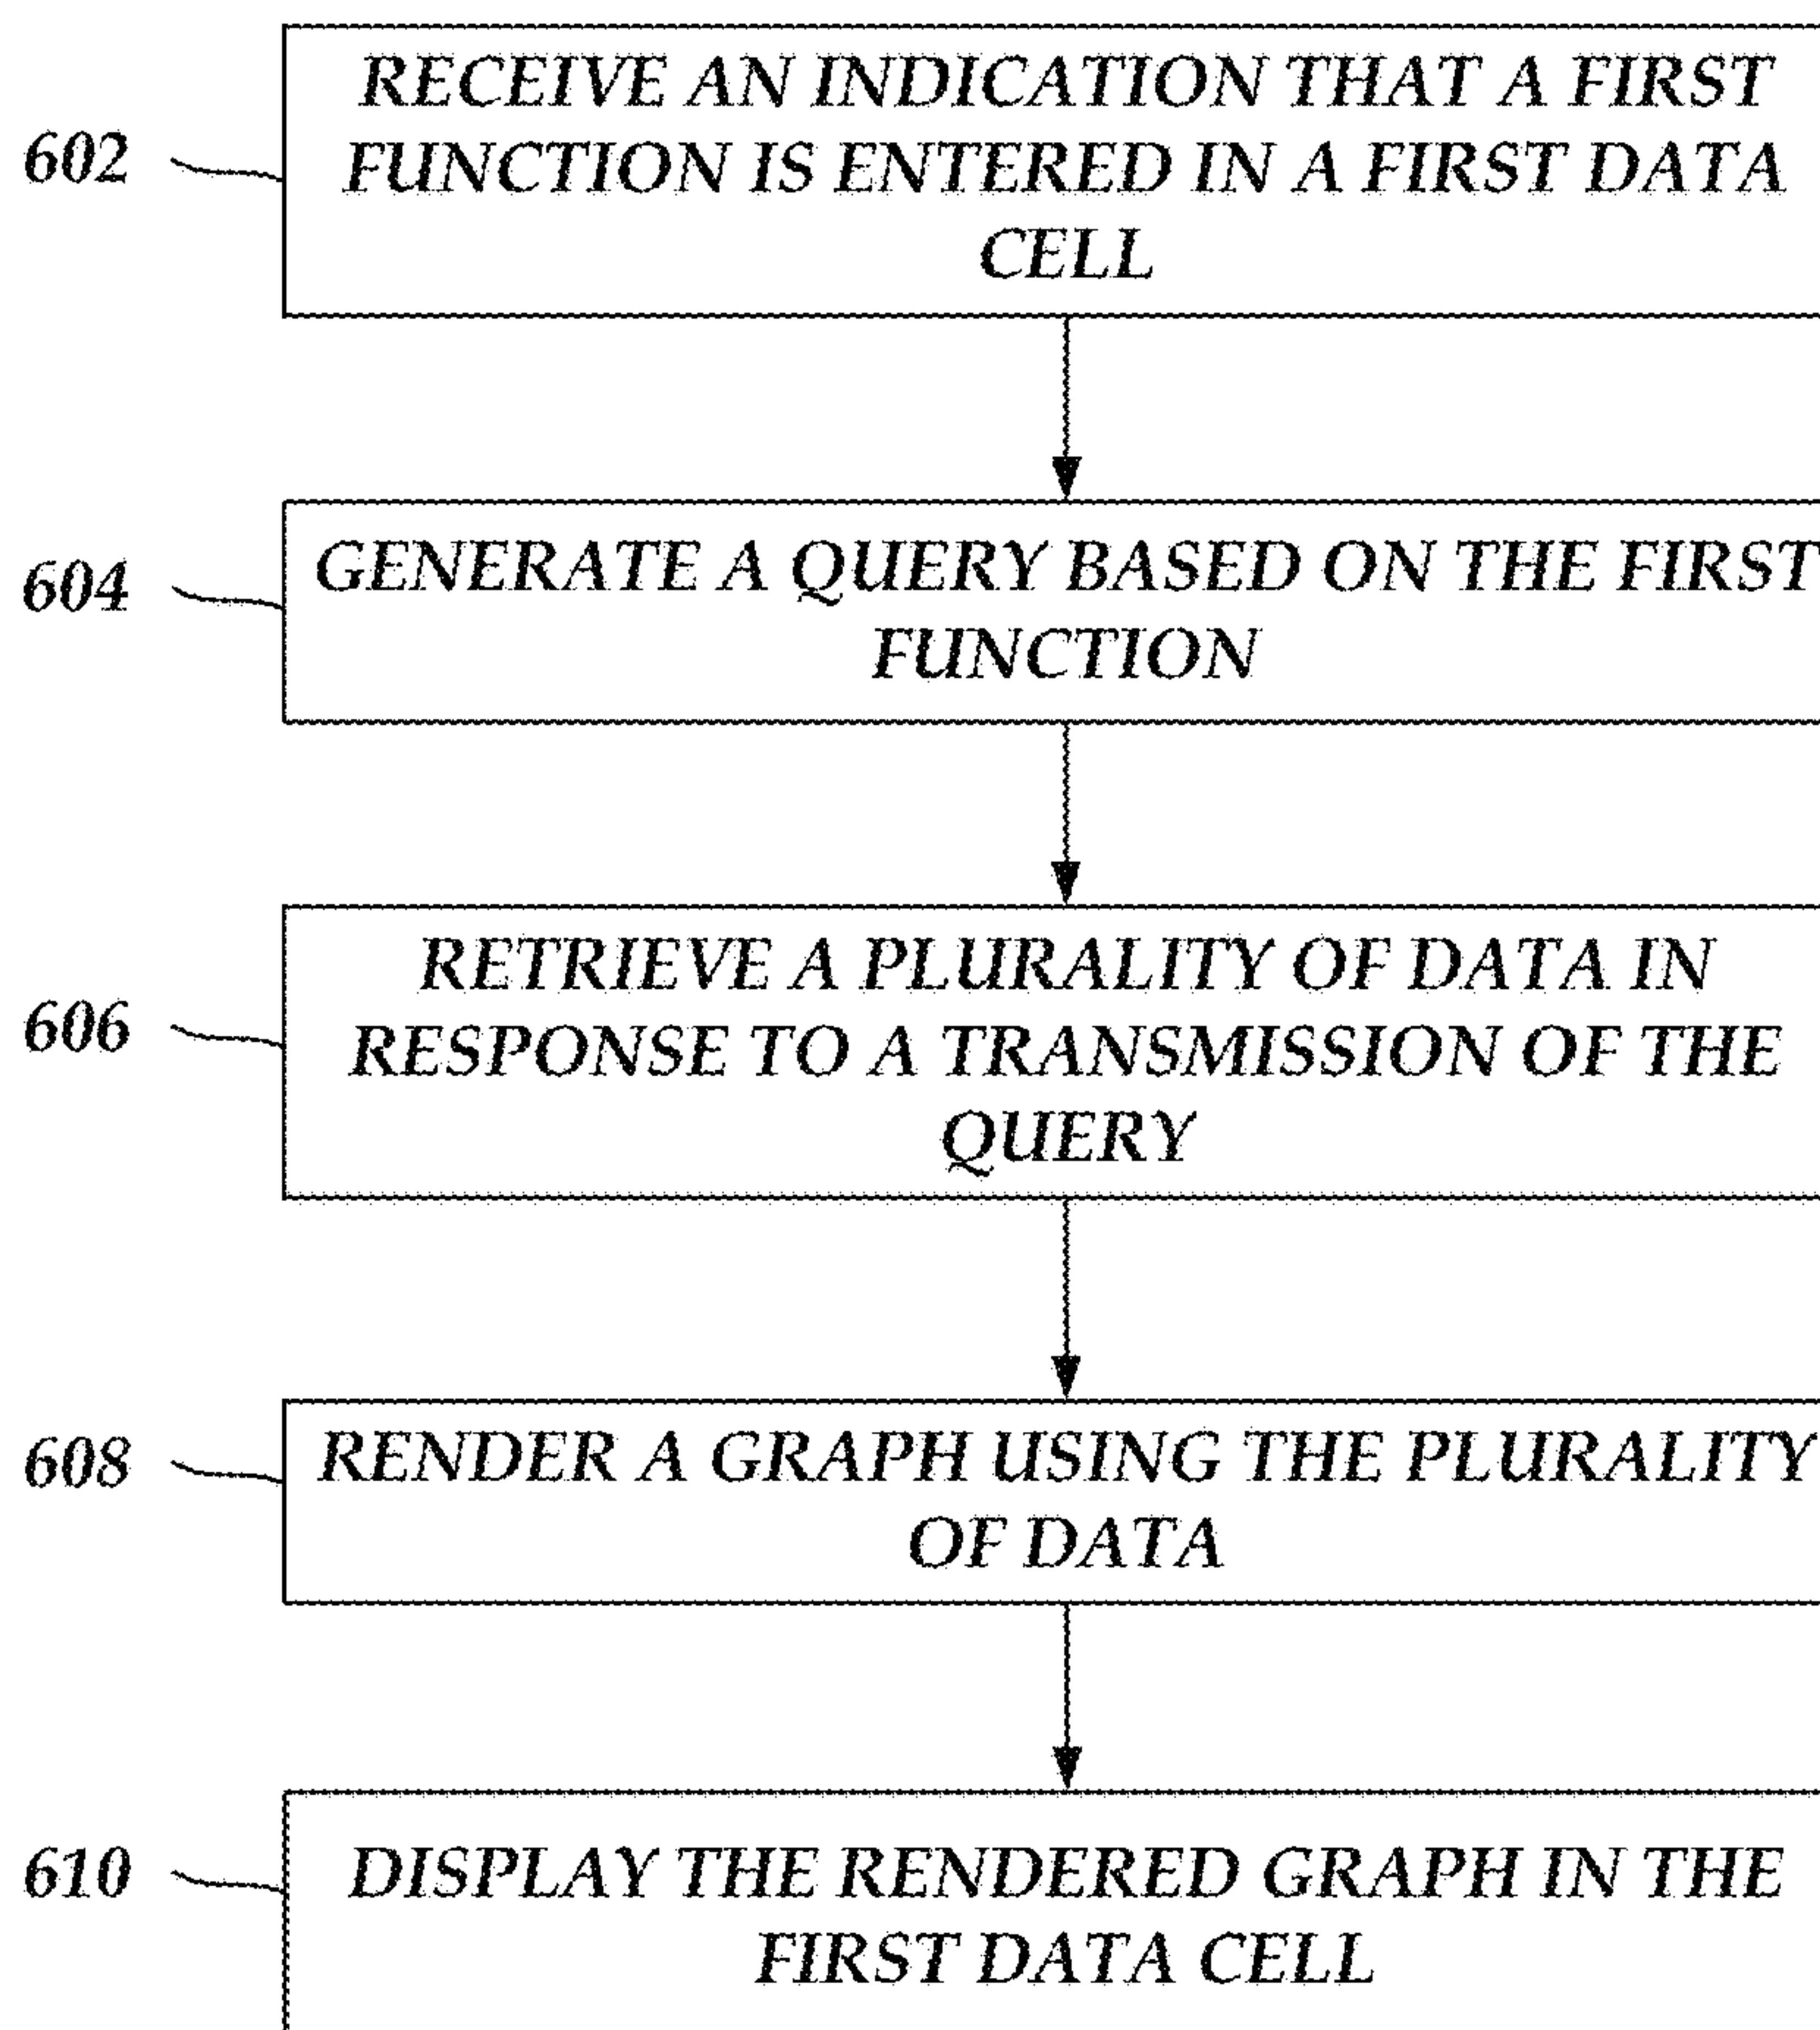 602
RECEIVE AN INDICATION THAT A FIRST
FUNCTION IS ENTERED IN A FIRST DATA
CELL
604
GENERATE A QUERY BASED ON THE FIRST
FUNCTION
606
RETRIEVE A PLURALITY OF DATA IN
RESPONSE TO A TRANSMISSION OF THE
QUERY
608
RENDER A GRAPH USING THE PLURALITY
OF DATA
610
DISPLAY THE RENDERED GRAPH IN THE
FIRST DATA CELL